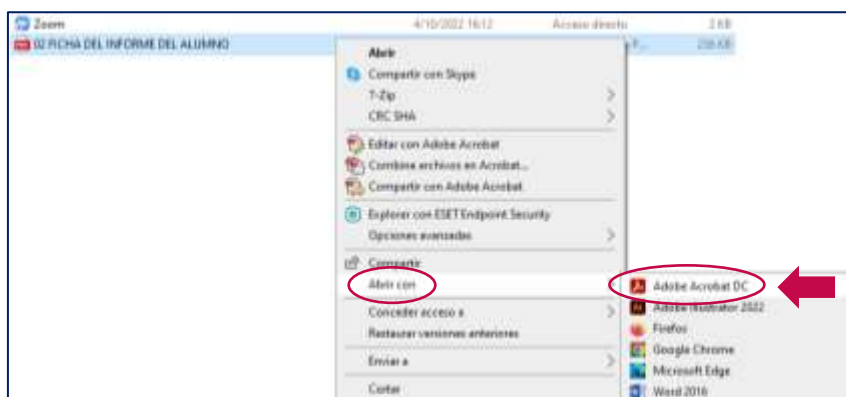 Zoom 4/10/2022 16:12 Acceso directo 2 KB
02 FICHA DEL INFORME DEL ALUMNO KB
Abrir
Compartir con Skype
7-Zip
CRC SHA
Editar con Adobe Acrobat
Combine archivos en Acrobat...
Compartir con Adobe Acrobat
Explorar con ESET Endpoint Security
Opciones avanzadas
Compartir
Abrir con
Adobe Acrobat DC
Conceder acceso a
Adobe Illustrator 2022
Restaurar versiones anteriores
Firefox
Google Chrome
Enviar a
Microsoft Edge
Cortar
Word 2016